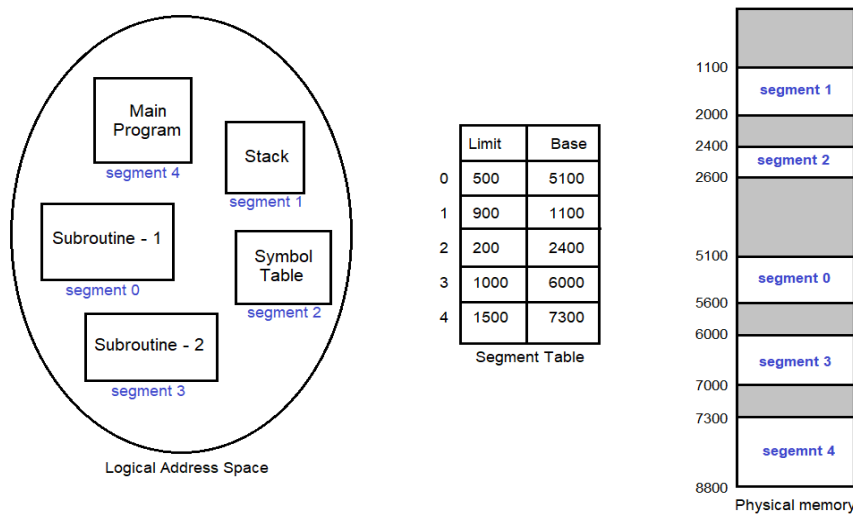 Main
Program
segment 4
Stack
segment 1
Subroutine - 1
segment 0
Symbol
Table
segment 2
Subroutine - 2
segment 3
Logical Address Space
Limit Base
0 500 5100
1 900 1100
2 200 2400
3 1000 6000
4 1500 7300
Segment Table
1100
segment 1
2000
2400
segment 2
2600
5100
segment 0
5600
6000
segment 3
7000
7300
segemnt 4
8800
Physical memory